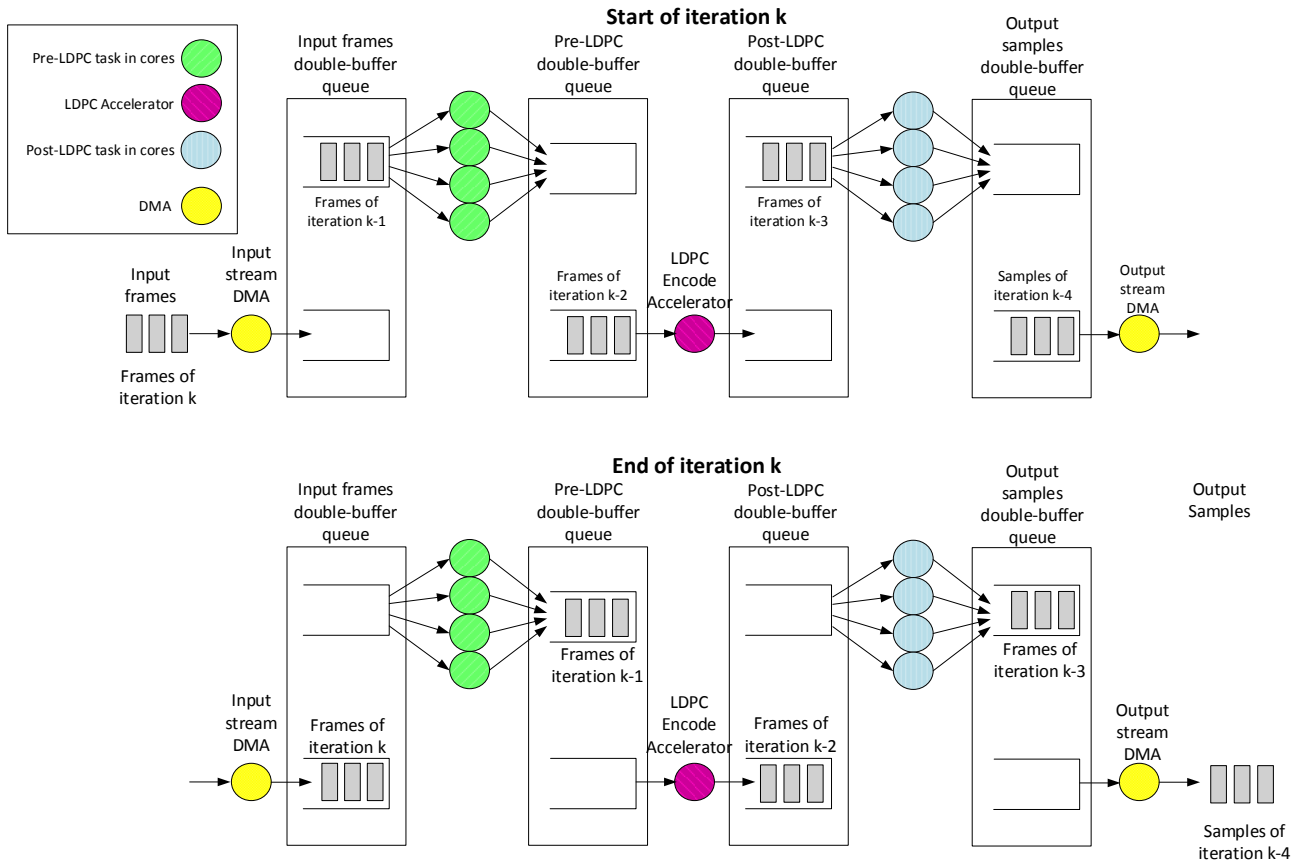 Start of iteration k
Pre-LDPC task in cores
LDPC Accelerator
Post-LDPC task in cores
DMA
Input frames
double-buffer
queue
Pre-LDPC
double-buffer
queue
Post-LDPC
double-buffer
queue
Output
samples
double-buffer
queue
Frames of
iteration k-1
Frames of
iteration k-3
Input
frames
Input
stream
DMA
Frames of
iteration k-2
LDPC
Encode
Accelerator
Samples of
iteration k-4
Output
stream
DMA
Frames of
iteration k
End of iteration k
Input frames
double-buffer
queue
Pre-LDPC
double-buffer
queue
Post-LDPC
double-buffer
queue
Output
samples
double-buffer
queue
Output
Samples
Frames of
iteration k-1
Frames of
iteration k-3
Input
stream
DMA
Frames of
iteration k
LDPC
Encode
Accelerator
Frames of
iteration k-2
Output
stream
DMA
Samples of
iteration k-4